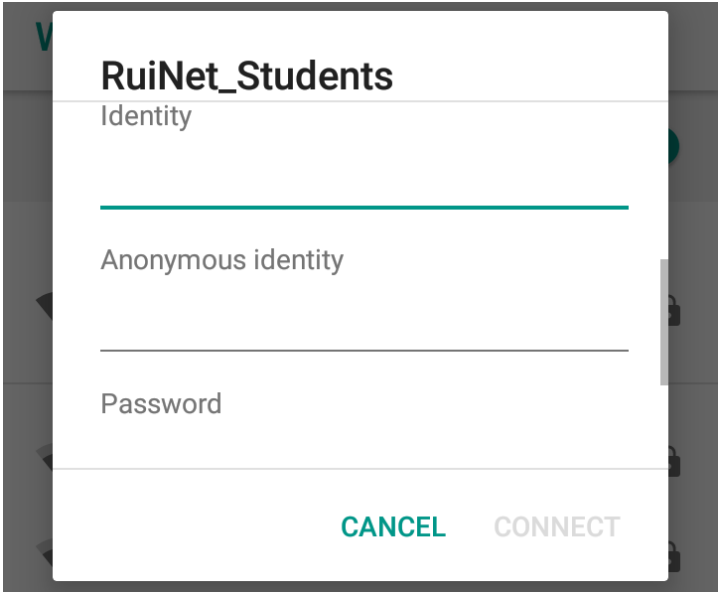 W
RuiNet_Students
Identity
Anonymous identity
Password
CANCEL CONNECT